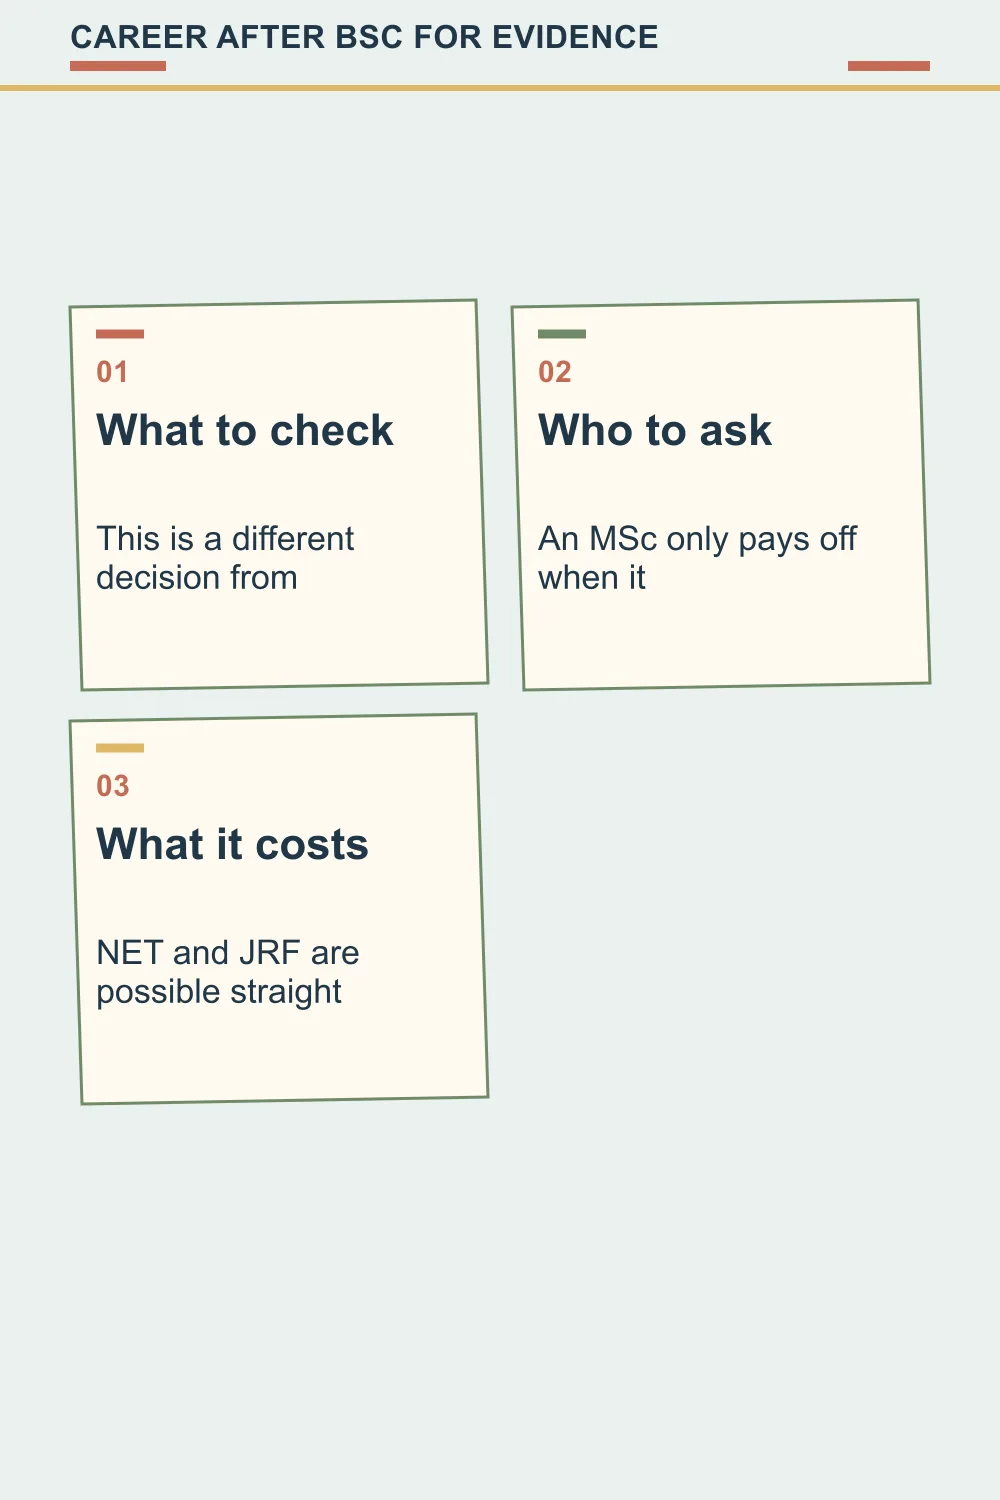 CAREER AFTER BSC FOR EVIDENCE
01
What to check
This is a different
decision from
02
Who to ask
An MSc only pays off
when it
03
What it costs
NET and JRF are
possible straight